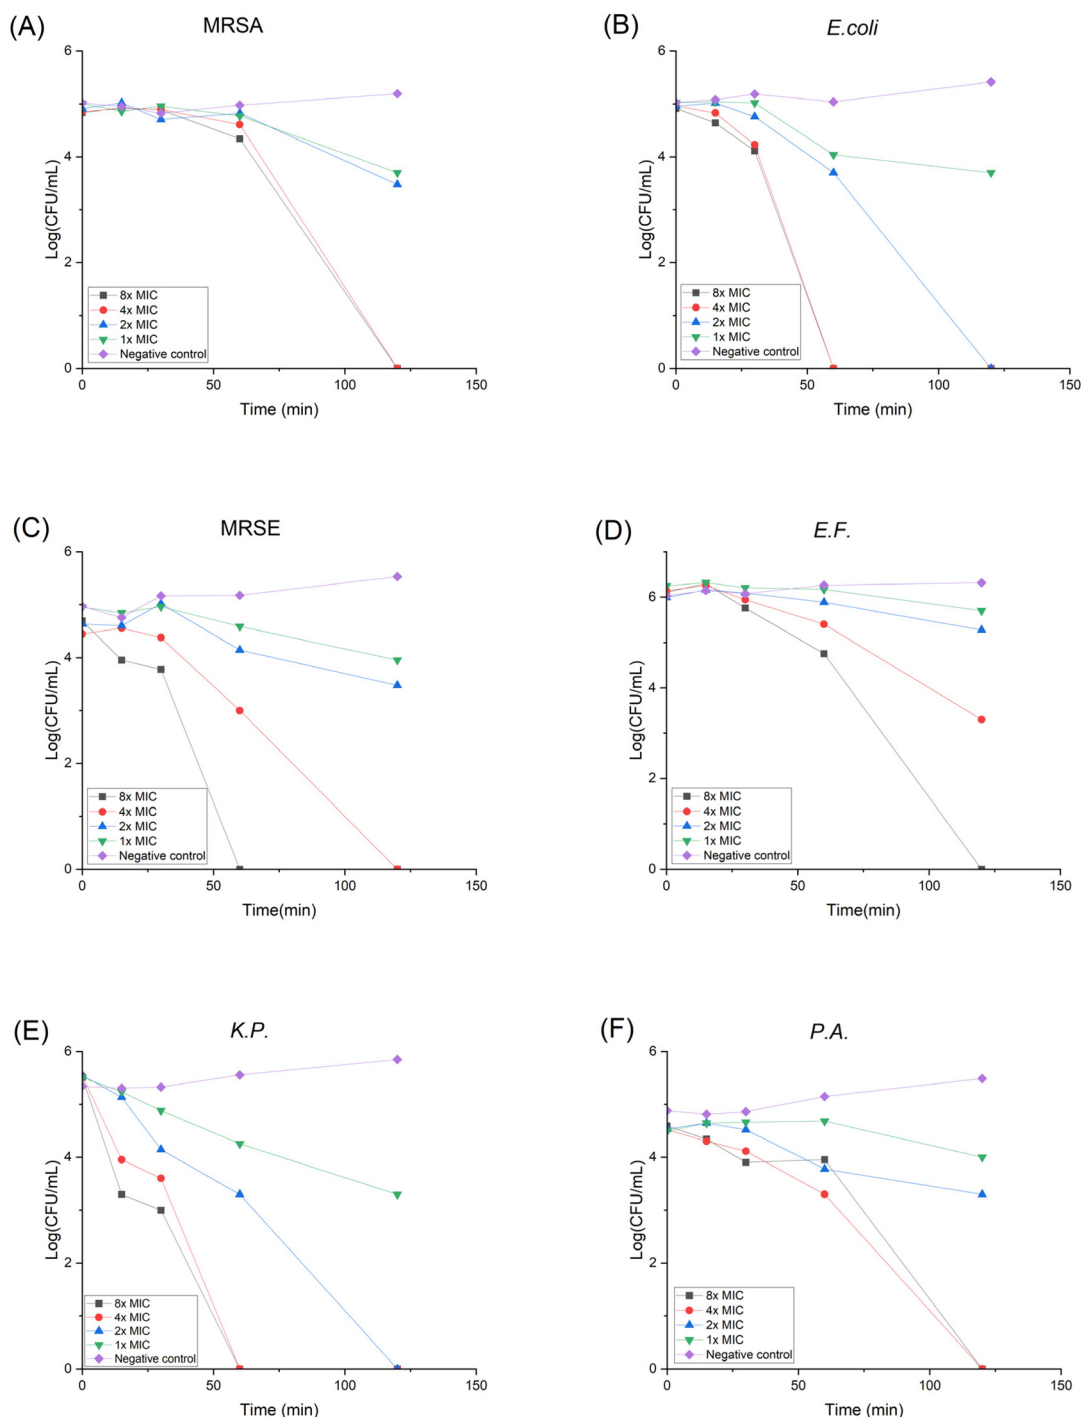 (A)
MRSA
6
4
2
0
Log(CFU/mL)
8x MIC
4x MIC
2x MIC
1x MIC
Negative control
0 50 100 150
Time (min)
(B)
E.coli
6
4
2
0
Log(CFU/mL)
8x MIC
4x MIC
2x MIC
1x MIC
Negative control
0 50 100 150
Time (min)
(C)
MRSE
6
4
2
0
Log(CFU/mL)
8x MIC
4x MIC
2x MIC
1x MIC
Negative control
0 50 100 150
Time(min)
(D)
E.F.
6
4
2
0
Log(CFU/mL)
8x MIC
4x MIC
2x MIC
1x MIC
Negative control
0 50 100 150
Time(min)
(E)
K.P.
6
4
2
0
Log(CFU/mL)
8x MIC
4x MIC
2x MIC
1x MIC
Negative control
0 50 100 150
Time (min)
(F)
P.A.
6
4
2
0
Log(CFU/mL)
8x MIC
4x MIC
2x MIC
1x MIC
Negative control
0 50 100 150
Time (min)